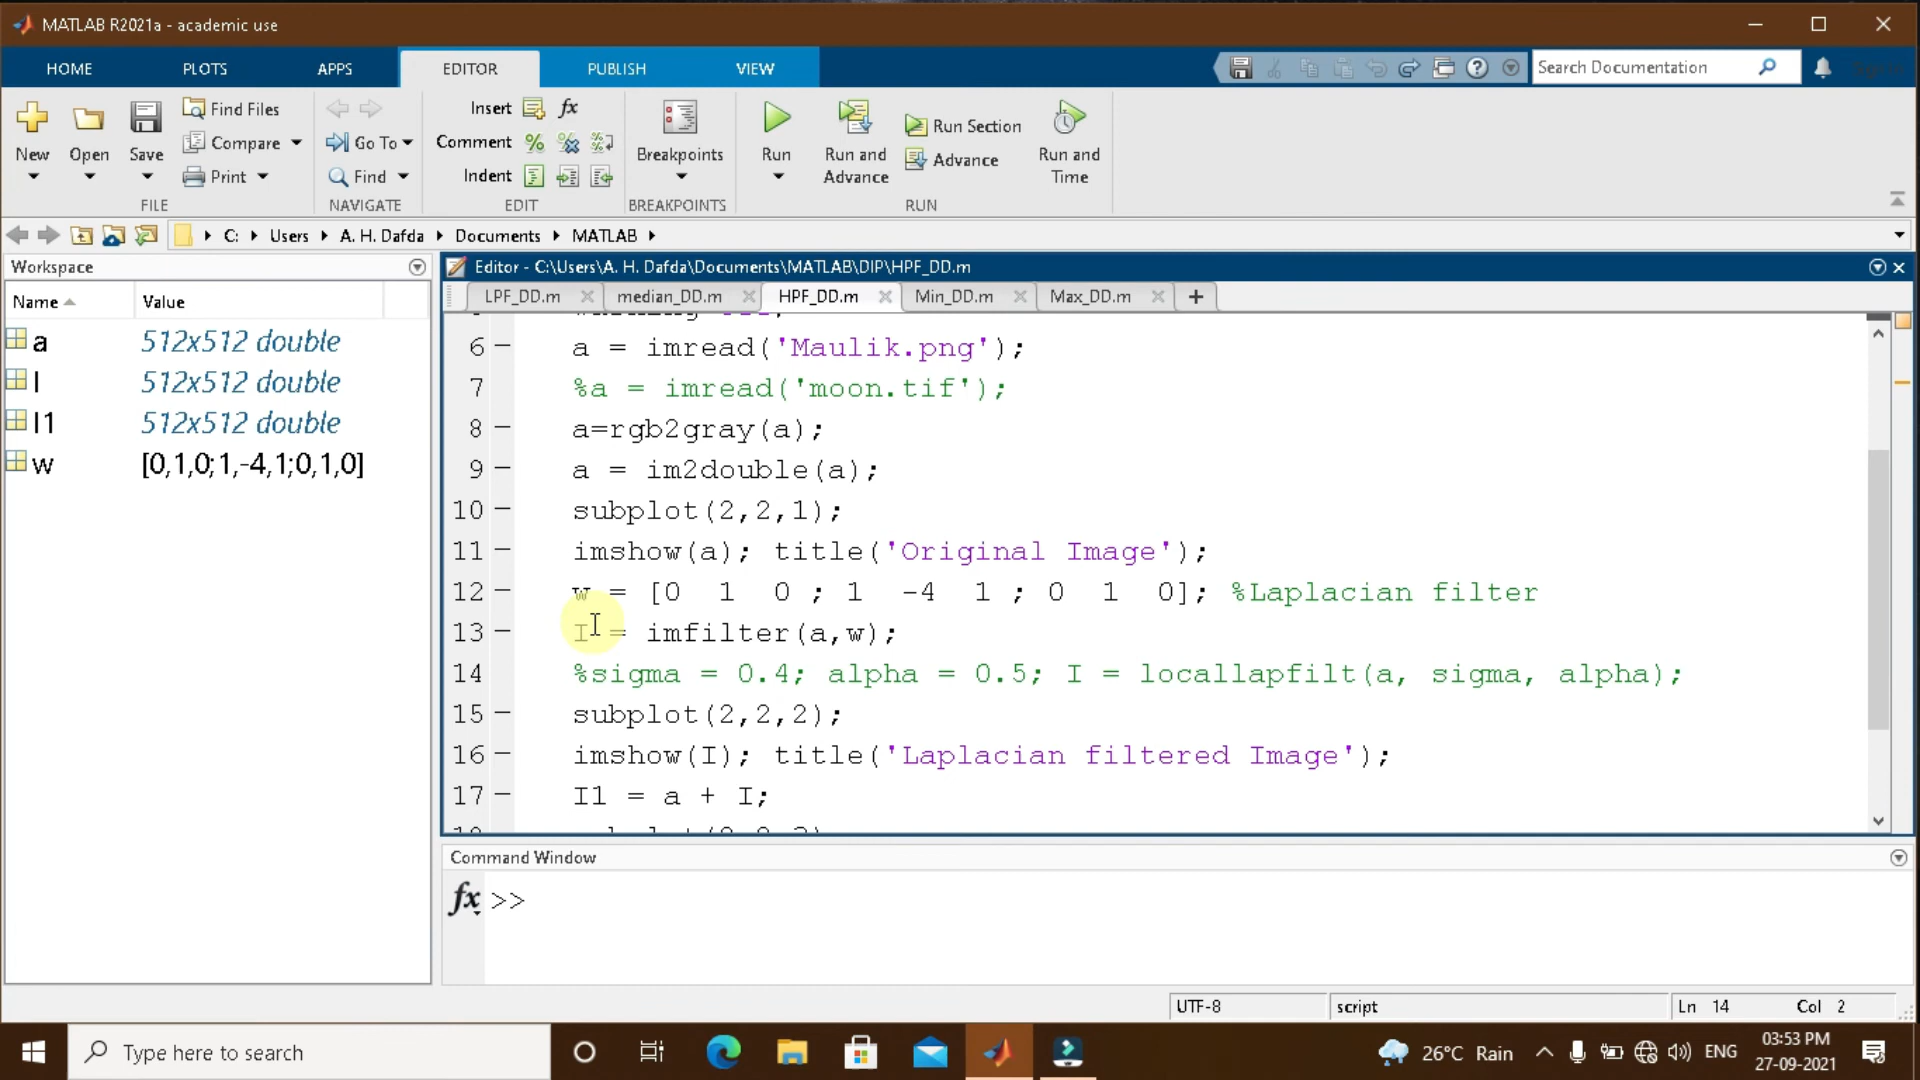 MATLAB R2021a - academic use
HOME PLOTS APPS EDITOR PUBLISH VIEW
Search Documentation
New Open Save
Find Files
Compare
Print
FILE
Go To
Find
NAVIGATE
Insert fx
Comment
Indent
EDIT
Breakpoints
BREAKPOINTS
Run
Run and Advance
Run Section
Advance
Run and Time
RUN
C: Users A. H. Dafda Documents MATLAB
Workspace
Name Value
a 512x512 double
I 512x512 double
I1 512x512 double
w [0,1,0;1,-4,1;0,1,0]
Editor - C:\Users\A. H. Dafda\Documents\MATLAB\DIP\HPF_DD.m
LPF_DD.m median_DD.m HPF_DD.m Min_DD.m Max_DD.m +
6 a = imread('Maulik.png');
7 %a = imread('moon.tif');
8 a=rgb2gray(a);
9 a = im2double(a);
10 subplot(2,2,1);
11 imshow(a); title('Original Image');
12 w = [0 1 0 ; 1 -4 1 ; 0 1 0]; %Laplacian filter
13 I = imfilter(a,w);
14 %sigma = 0.4; alpha = 0.5; I = locallapfilt(a, sigma, alpha);
15 subplot(2,2,2);
16 imshow(I); title('Laplacian filtered Image');
17 I1 = a + I;
Command Window
fx >>
UTF-8 script Ln 14 Col 2
Type here to search
26°C Rain
ENG
03:53 PM
27-09-2021